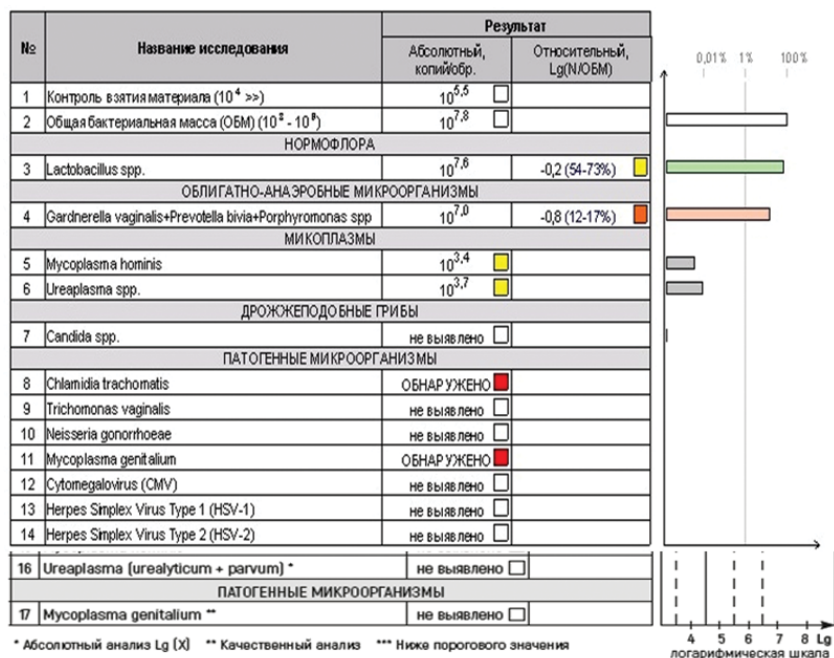 № Название исследования Результат
Абсолютный, копий/обр. Относительный, Lg(N/ОБМ)
0,01% 1% 100%
1 Контроль взятия материала (10^4 >>) 10^5,5
2 Общая бактериальная масса (ОБМ) (10^8 - 10^9) 10^7,8
НОРМОФЛОРА
3 Lactobacillus spp. 10^7,6 -0,2 (54-73%)
ОБЛИГАТНО-АНАЭРОБНЫЕ МИКРООРГАНИЗМЫ
4 Gardnerella vaginalis+Prevotella bivia+Porphyromonas spp 10^7,0 -0,8 (12-17%)
МИКОПЛАЗМЫ
5 Mycoplasma hominis 10^3,4
6 Ureaplasma spp. 10^3,7
ДРОЖЖЕПОДОБНЫЕ ГРИБЫ
7 Candida spp. не выявлено
ПАТОГЕННЫЕ МИКРООРГАНИЗМЫ
8 Chlamidia trachomatis ОБНАРУЖЕНО
9 Trichomonas vaginalis не выявлено
10 Neisseria gonorrhoeae не выявлено
11 Mycoplasma genitalium ОБНАРУЖЕНО
12 Cytomegalovirus (CMV) не выявлено
13 Herpes Simplex Virus Type 1 (HSV-1) не выявлено
14 Herpes Simplex Virus Type 2 (HSV-2) не выявлено
16 Ureaplasma (urealyticum + parvum) * не выявлено
ПАТОГЕННЫЕ МИКРООРГАНИЗМЫ
17 Mycoplasma genitalium ** не выявлено
4 5 6 7 8 Lg
логарифмическая шкала
* Абсолютный анализ Lg (X) ** Качественный анализ *** Ниже порогового значения